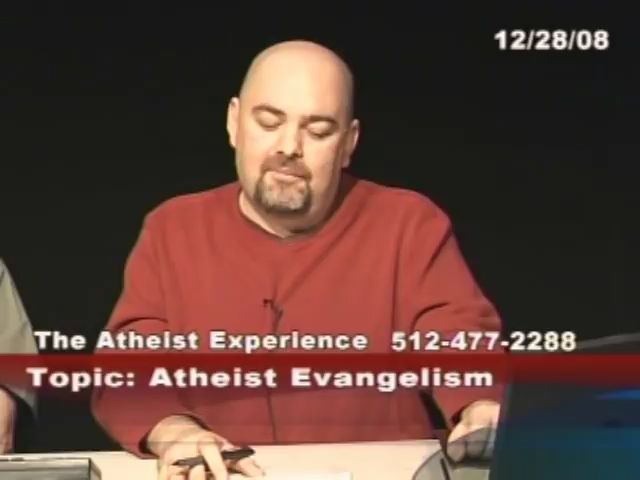 12/28/08
The Atheist Experience 512-477-2288
Topic: Atheist Evangelism